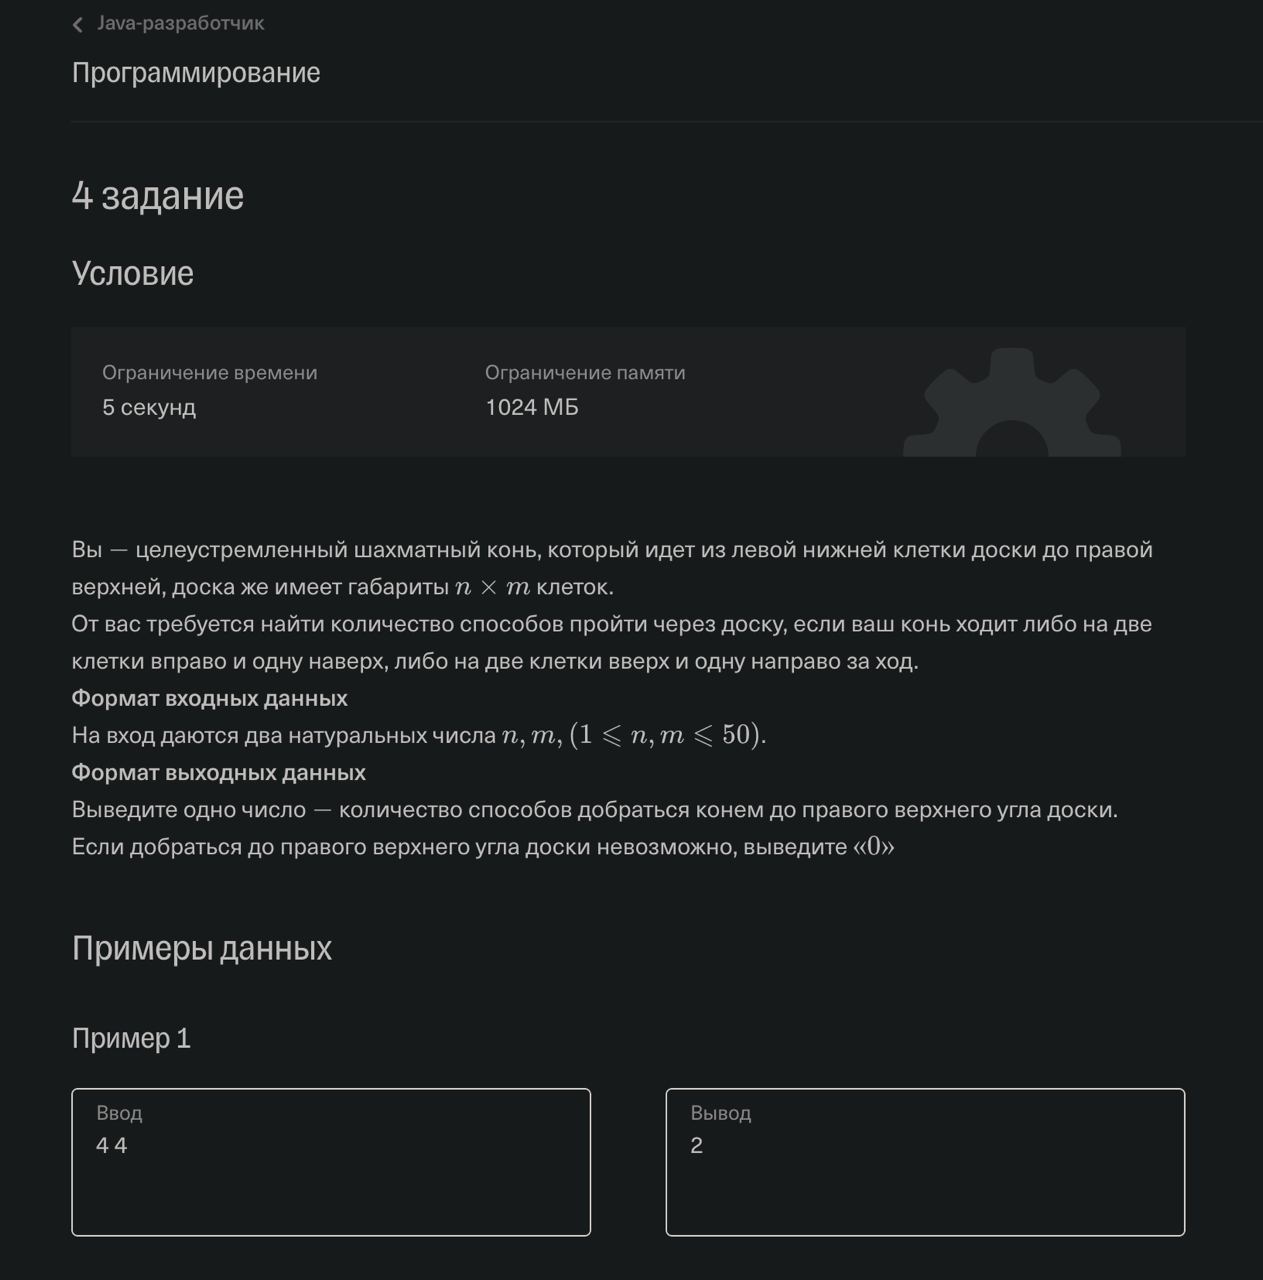 Java-разработчик
Программирование
4 задание
Условие
Ограничение времени
5 секунд
Ограничение памяти
1024 МБ
Вы — целеустремленный шахматный конь, который идет из левой нижней клетки доски до правой
верхней, доска же имеет габариты n × m клеток.
От вас требуется найти количество способов пройти через доску, если ваш конь ходит либо на две
клетки вправо и одну наверх, либо на две клетки вверх и одну направо за ход.
Формат входных данных
На вход даются два натуральных числа n, m, (1 ⩽ n, m ⩽ 50).
Формат выходных данных
Выведите одно число — количество способов добраться конем до правого верхнего угла доски.
Если добраться до правого верхнего угла доски невозможно, выведите «0»
Примеры данных
Пример 1
Ввод
4 4
Вывод
2